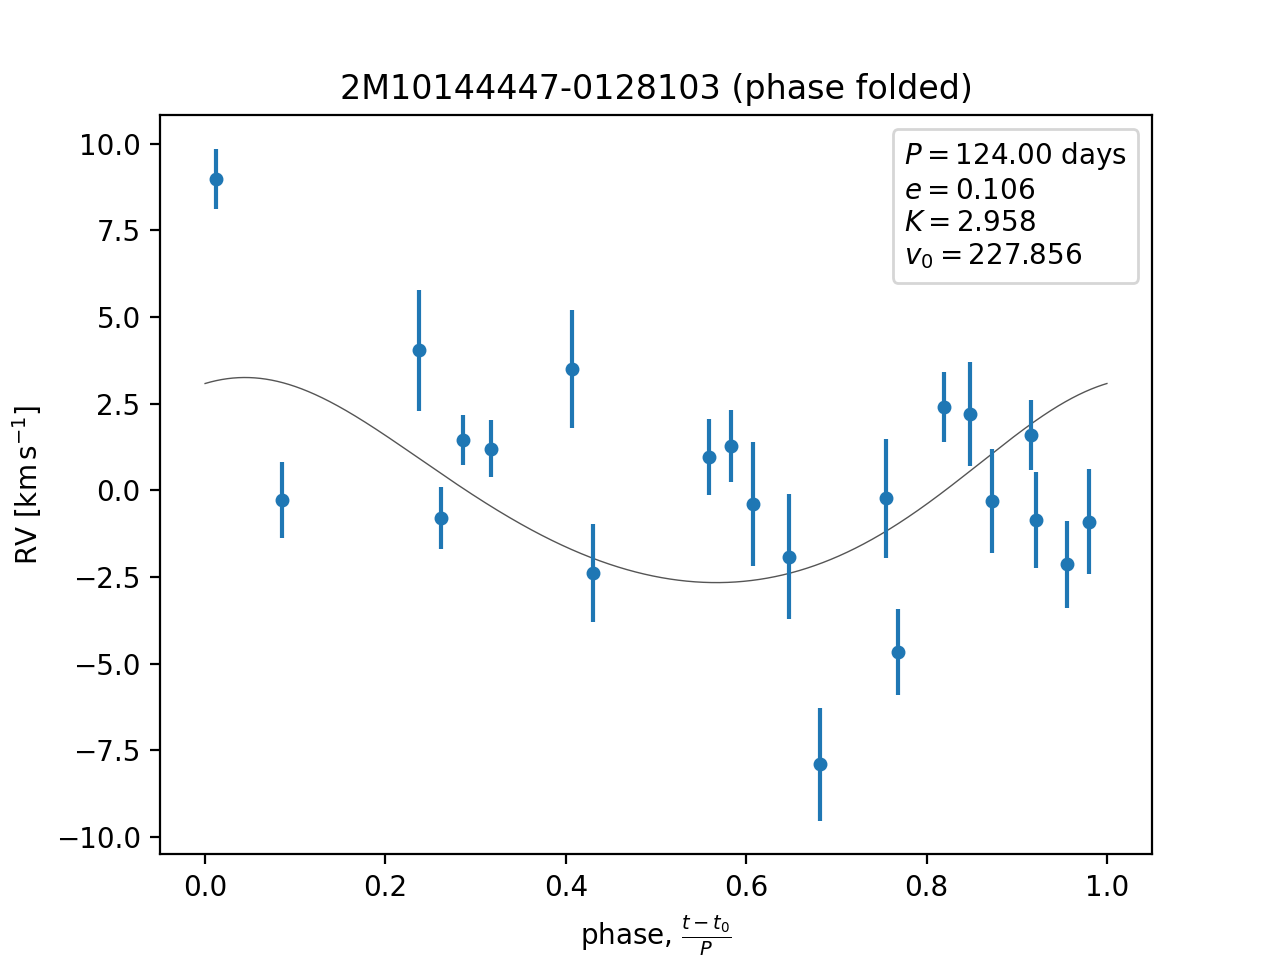 2M10144447-0128103 (phase folded)
P = 124.00 days
e = 0.106
K = 2.958
v₀ = 227.856
RV [km s⁻¹]
10.0
7.5
5.0
2.5
0.0
−2.5
−5.0
−7.5
−10.0
0.0 0.2 0.4 0.6 0.8 1.0
phase, (t − t₀)/P